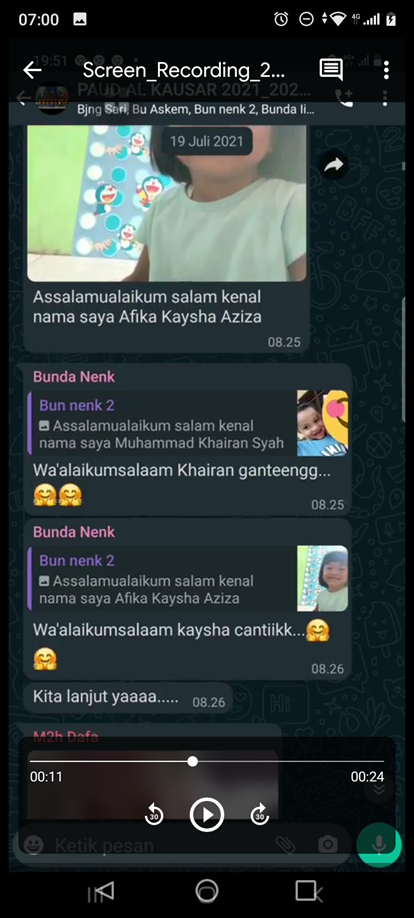 07:00
4G
19:51
Screen_Recording_2...
PAUD AL KAUSAR 2021_202...
Bjng Sari, Bu Askem, Bun nenk 2, Bunda li...
19 Juli 2021
Assalamualaikum salam kenal
nama saya Afika Kaysha Aziza
08.25
Bunda Nenk
Bun nenk 2
Assalamualaikum salam kenal
nama saya Muhammad Khairan Syah
Wa'alaikumsalaam Khairan ganteengg...
🤗🤗
08.25
Bunda Nenk
Bun nenk 2
Assalamualaikum salam kenal
nama saya Afika Kaysha Aziza
Wa'alaikumsalaam kaysha cantiikk...🤗
🤗
08.26
Kita lanjut yaaaa..... 08.26
M2h Dafa
00:11 00:24
30 30
Ketik pesan